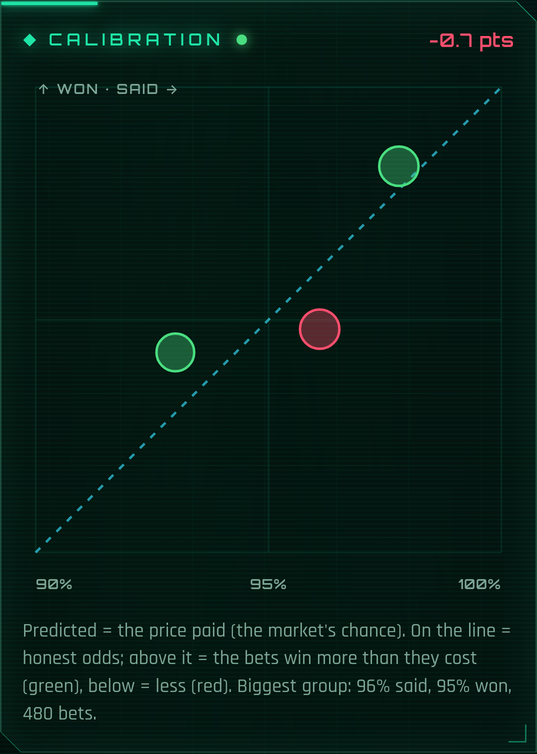 ◆ CALIBRATION ●
-0.7 pts
↑ WON · SAID →
90%
95%
100%
Predicted = the price paid (the market's chance). On the line =
honest odds; above it = the bets win more than they cost
(green), below = less (red). Biggest group: 96% said, 95% won,
480 bets.